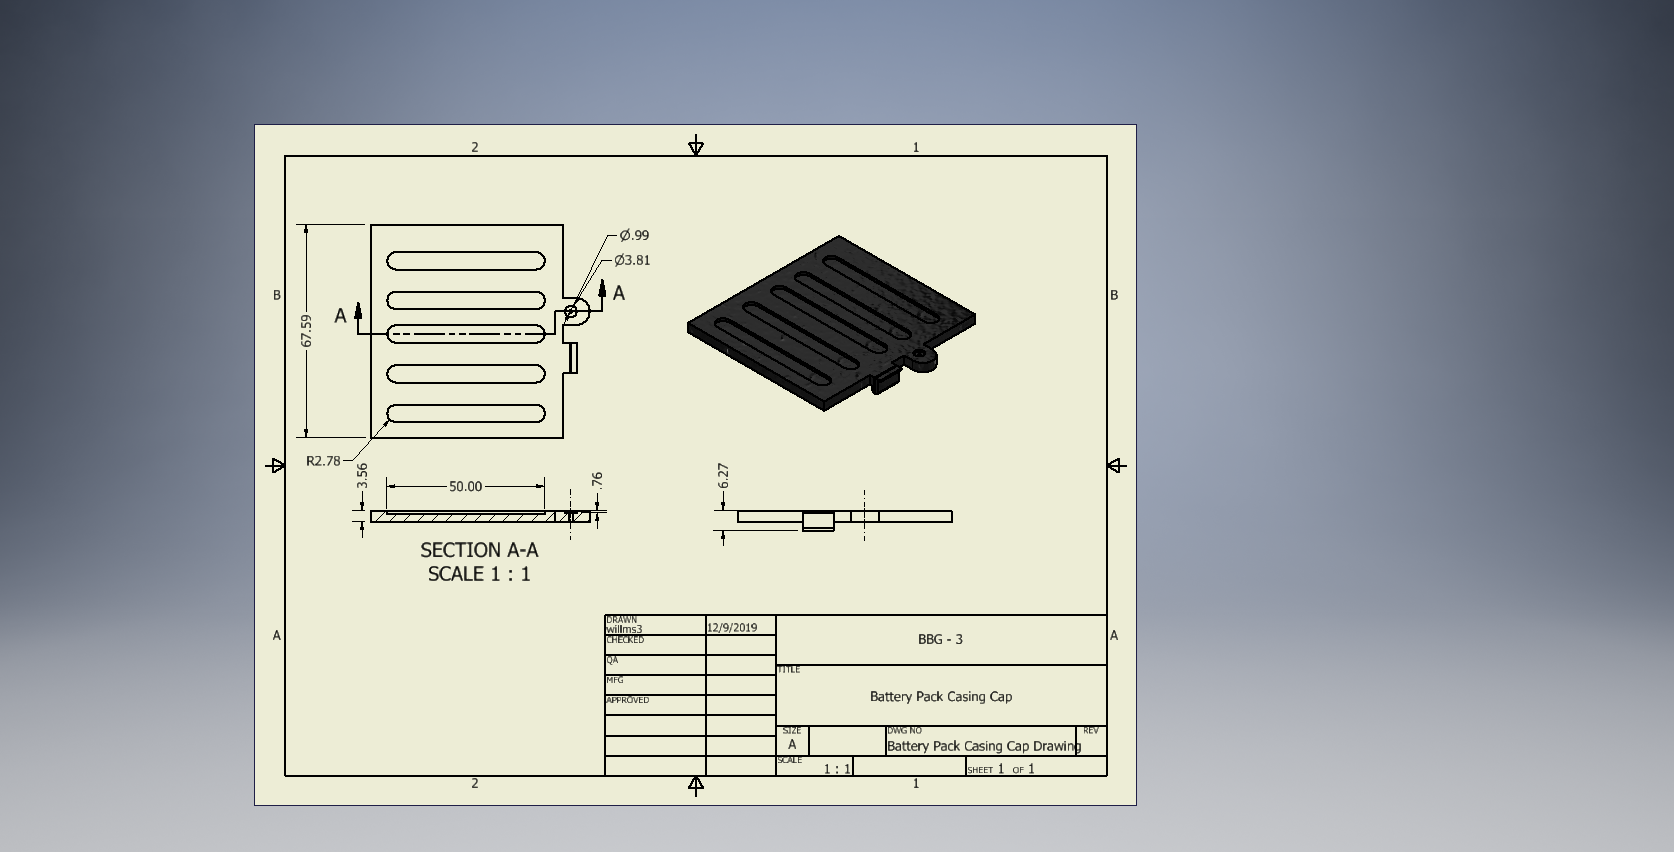 2
1
Ø.99
Ø3.81
B
A
A
B
67.59
R2.78
3.56
50.00
.76
6.27
SECTION A-A
SCALE 1 : 1
A
A
DRAWN
willms3
12/9/2019
CHECKED
QA
MFG
APPROVED
BBG - 3
TITLE
Battery Pack Casing Cap
SIZE
A
DWG NO
Battery Pack Casing Cap Drawing
REV
SCALE
1 : 1
SHEET 1 OF 1
2
1